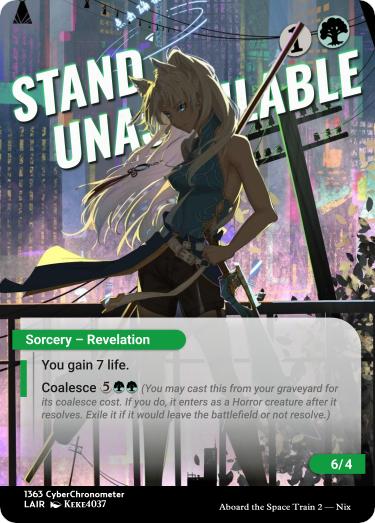 1
STAND
UNA ILABLE
Sorcery – Revelation
You gain 7 life.
Coalesce 5 (You may cast this from your graveyard for
its coalesce cost. If you do, it enters as a Horror creature after it
resolves. Exile it if it would leave the battlefield or not resolve.)
6/4
1363 CyberChronometer
LAIR Keke4037
Aboard the Space Train 2 — Nix